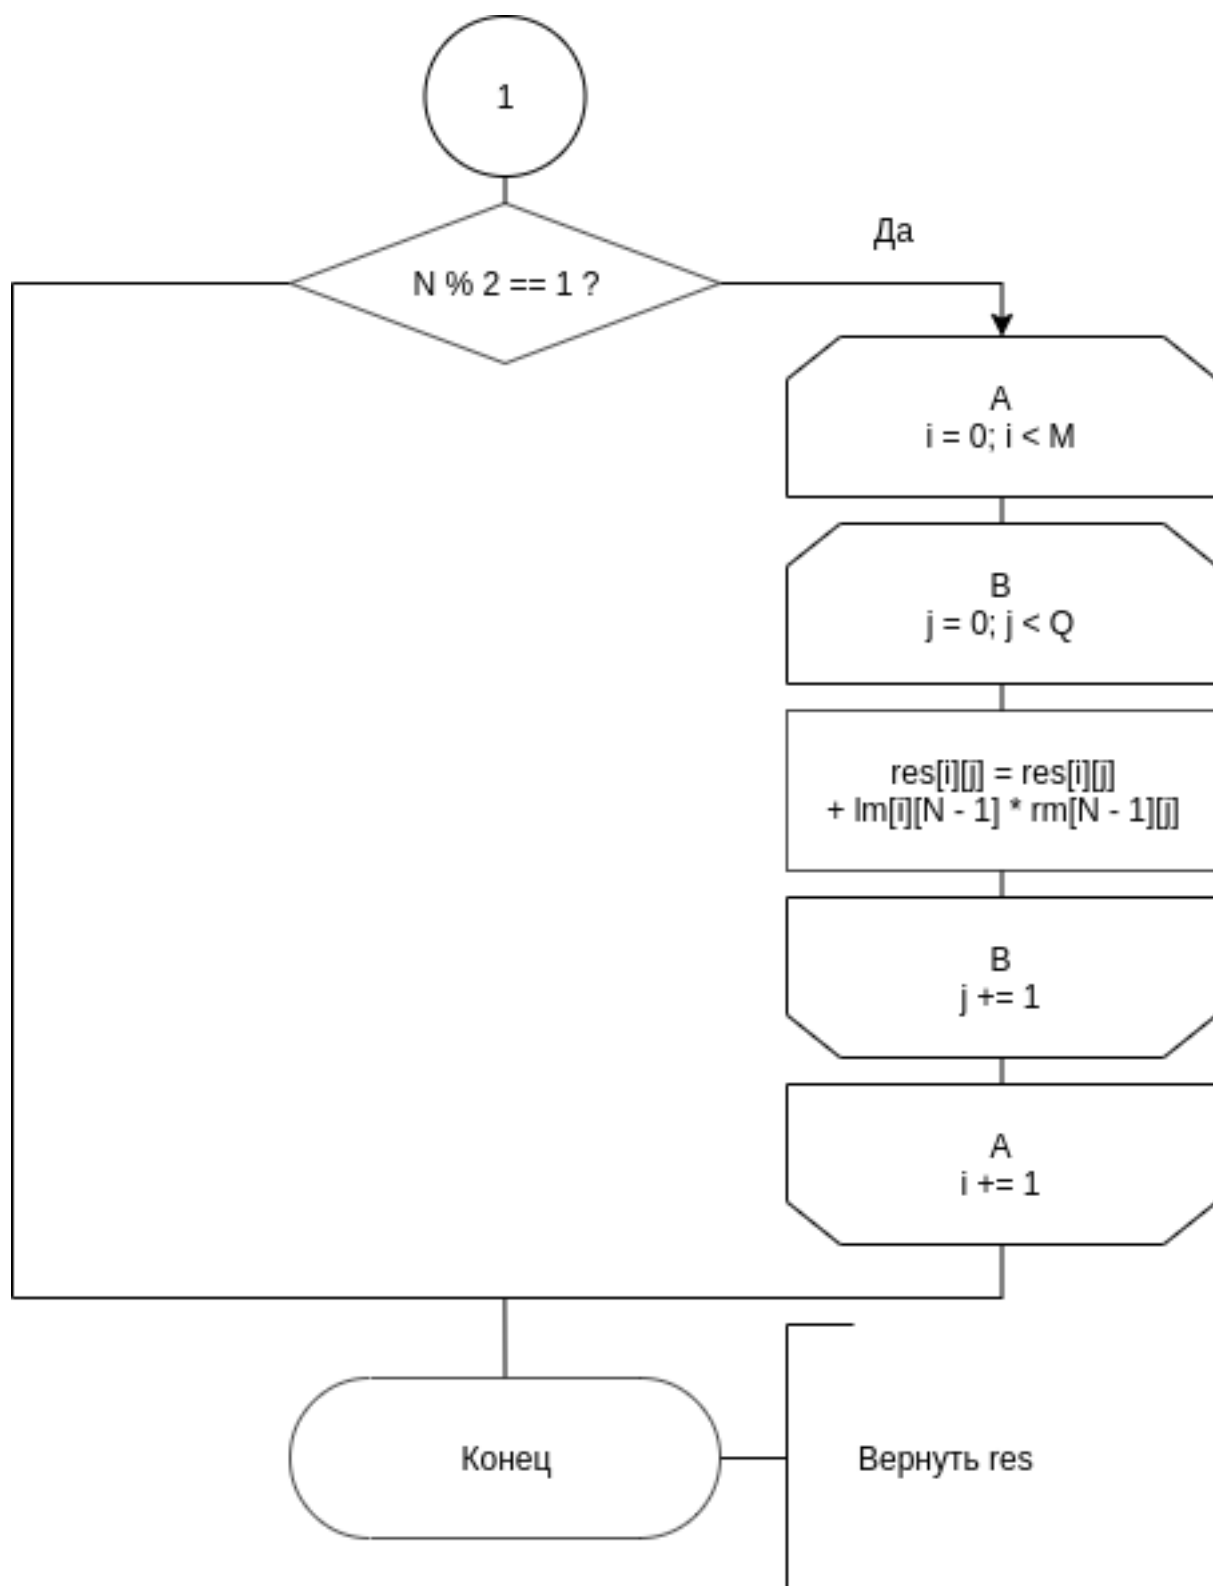 1
Да
N % 2 == 1 ?
A
i = 0; i < M
B
j = 0; j < Q
res[i][j] = res[i][j]
+ lm[i][N - 1] * rm[N - 1][j]
B
j += 1
A
i += 1
Конец
Вернуть res